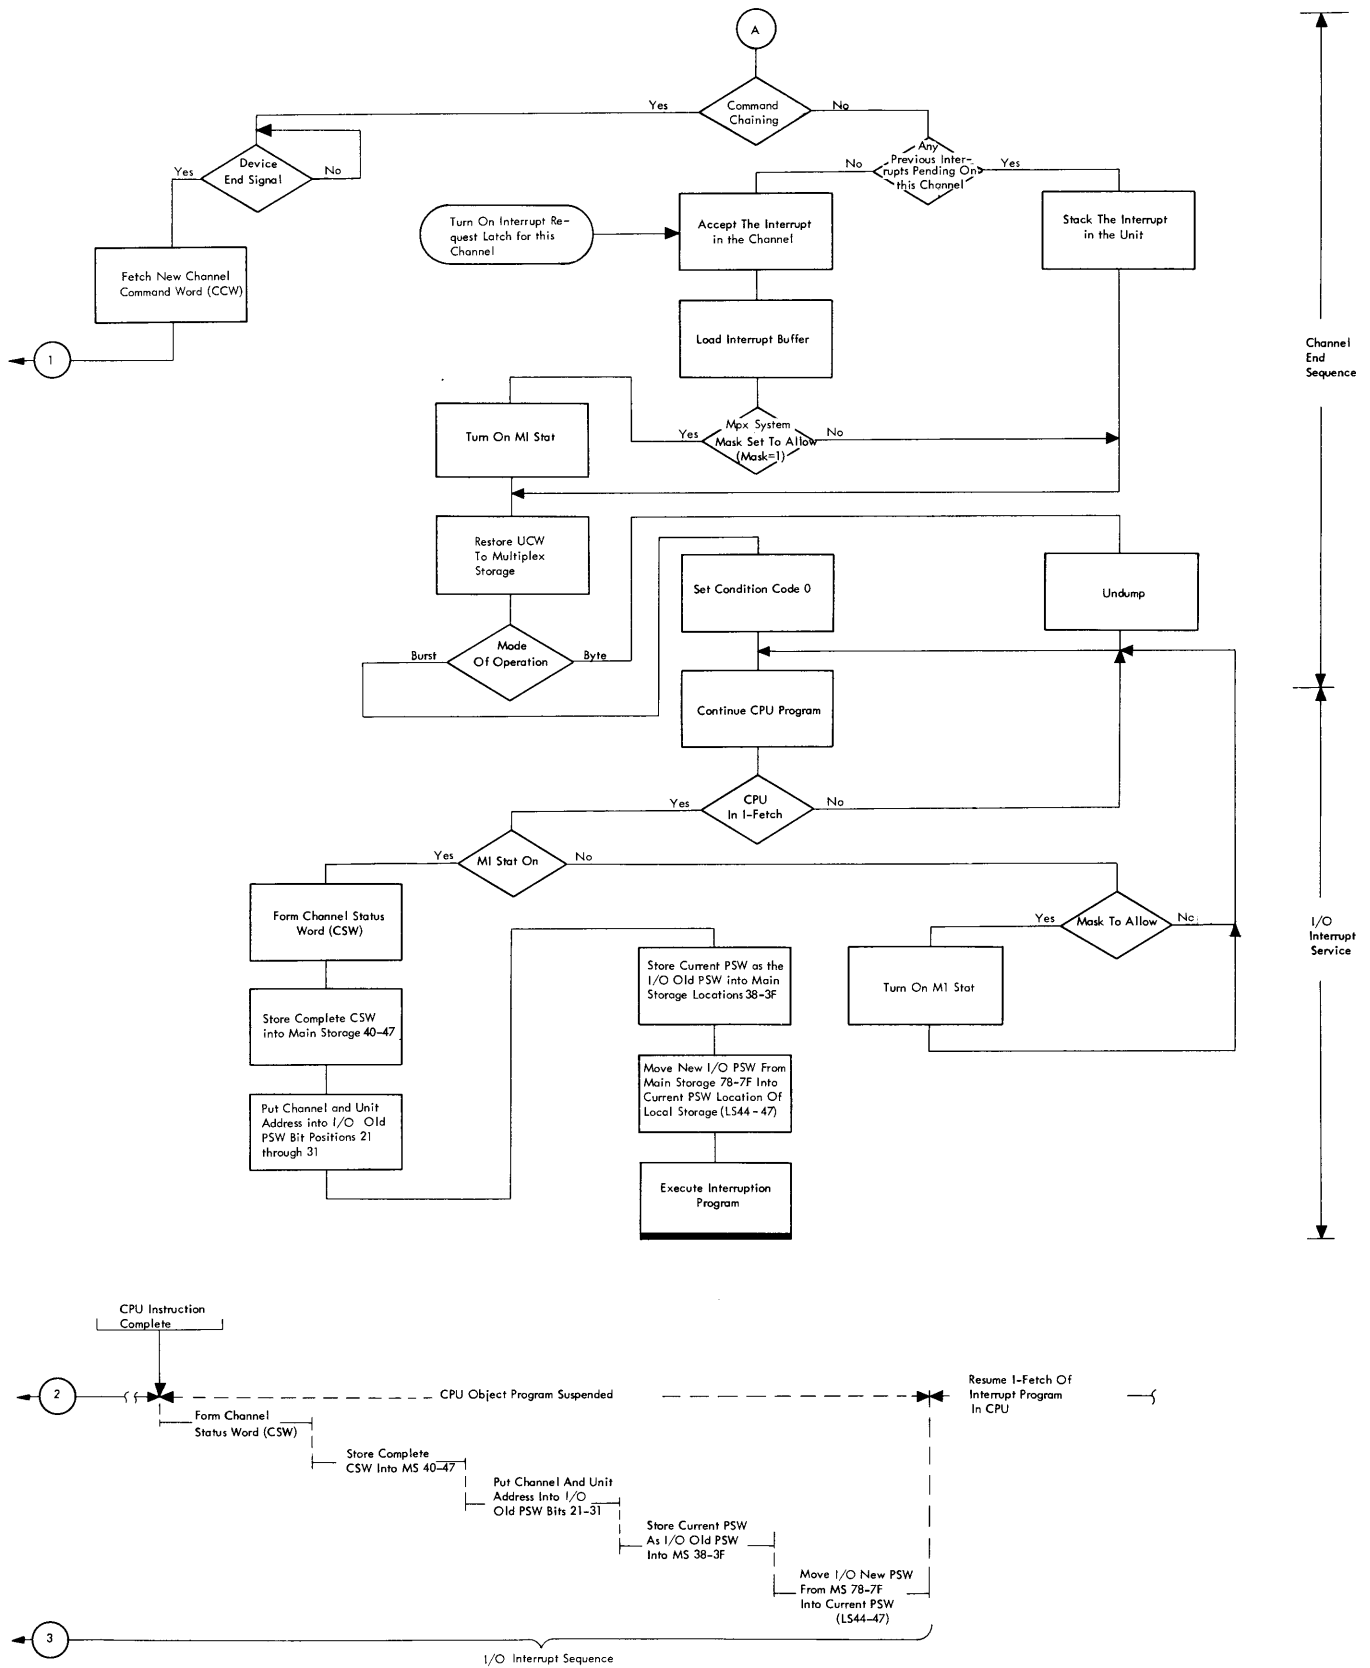 A
Command
Chaining
Yes
No
Device
End Signal
Yes
No
Any
Previous Inter-
rupts Pending On
this Channel
No
Yes
Turn On Interrupt Re-
quest Latch for this
Channel
Accept The Interrupt
in the Channel
Stack The Interrupt
in the Unit
Fetch New Channel
Command Word (CCW)
1
Load Interrupt Buffer
Channel
End
Sequence
Mpx System
Mask Set To Allow
(Mask=1)
Yes
No
Turn On MI Stat
Restore UCW
To Multiplex
Storage
Set Condition Code 0
Undump
Mode
Of Operation
Burst
Byte
Continue CPU Program
CPU
In I-Fetch
Yes
No
MI Stat On
Yes
No
Form Channel Status
Word (CSW)
Mask To Allow
Yes
No
I/O
Interrupt
Service
Store Current PSW as the
I/O Old PSW into Main
Storage Locations 38-3F
Turn On M1 Stat
Store Complete CSW
into Main Storage 40-47
Move New I/O PSW From
Main Storage 78-7F Into
Current PSW Location Of
Local Storage (LS44-47)
Put Channel and Unit
Address into I/O Old
PSW Bit Positions 21
through 31
Execute Interruption
Program
CPU Instruction
Complete
2
CPU Object Program Suspended
Resume I-Fetch Of
Interrupt Program
In CPU
Form Channel
Status Word (CSW)
Store Complete
CSW Into MS 40-47
Put Channel And Unit
Address Into I/O
Old PSW Bits 21-31
Store Current PSW
As I/O Old PSW
Into MS 38-3F
Move I/O New PSW
From MS 78-7F
Into Current PSW
(LS44-47)
3
I/O Interrupt Sequence